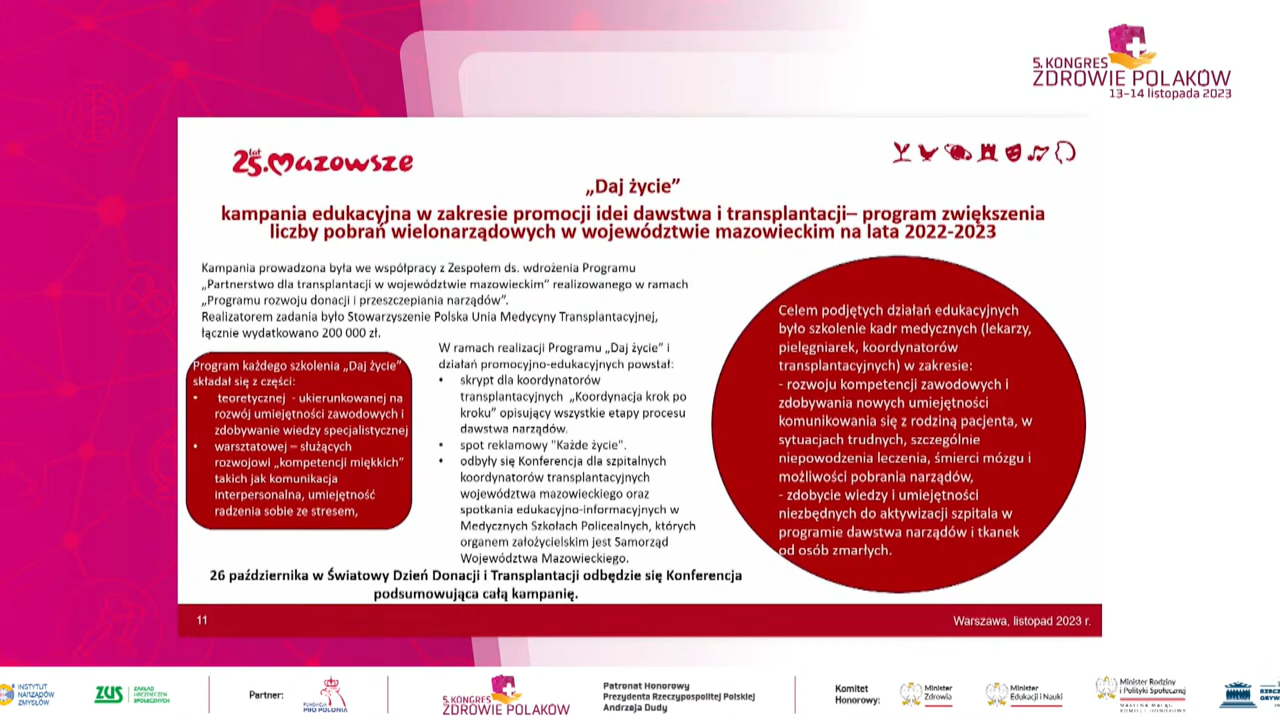 5. KONGRES
ZDROWIE POLAKÓW
13-14 listopada 2023
25 lat Mazowsze
„Daj życie”
kampania edukacyjna w zakresie promocji idei dawstwa i transplantacji– program zwiększenia
liczby pobrań wielonarządowych w województwie mazowieckim na lata 2022-2023
Kampania prowadzona była we współpracy z Zespołem ds. wdrożenia Programu
„Partnerstwo dla transplantacji w województwie mazowieckim” realizowanego w ramach
„Programu rozwoju donacji i przeszczepiania narządów”.
Realizatorem zadania było Stowarzyszenie Polska Unia Medycyny Transplantacyjnej,
łącznie wydatkowano 200 000 zł.
Program każdego szkolenia „Daj życie”
składał się z części:
• teoretycznej - ukierunkowanej na
rozwój umiejętności zawodowych i
zdobywanie wiedzy specjalistycznej
• warsztatowej – służących
rozwojowi „kompetencji miękkich”
takich jak komunikacja
interpersonalna, umiejętność
radzenia sobie ze stresem,
W ramach realizacji Programu „Daj życie” i
działań promocyjno-edukacyjnych powstał:
• skrypt dla koordynatorów
transplantacyjnych „Koordynacja krok po
kroku” opisujący wszystkie etapy procesu
dawstwa narządów.
• spot reklamowy "Każde życie".
• odbyły się Konferencja dla szpitalnych
koordynatorów transplantacyjnych
województwa mazowieckiego oraz
spotkania edukacyjno-informacyjnych w
Medycznych Szkołach Policealnych, których
organem założycielskim jest Samorząd
Województwa Mazowieckiego.
Celem podjętych działań edukacyjnych
było szkolenie kadr medycznych (lekarzy,
pielęgniarek, koordynatorów
transplantacyjnych) w zakresie:
- rozwoju kompetencji zawodowych i
zdobywania nowych umiejętności
komunikowania się z rodziną pacjenta, w
sytuacjach trudnych, szczególnie
niepowodzenia leczenia, śmierci mózgu i
możliwości pobrania narządów,
- zdobycie wiedzy i umiejętności
niezbędnych do aktywizacji szpitala w
programie dawstwa narządów i tkanek
od osób zmarłych.
26 października w Światowy Dzień Donacji i Transplantacji odbędzie się Konferencja
podsumowująca całą kampanię.
11
Warszawa, listopad 2023 r.
INSTYTUT
NARZĄDÓW
ZMYSŁÓW
ZUS ZAKŁAD
UBEZPIECZEŃ
SPOŁECZNYCH
Partner:
FUNDACJA
PRO POLONIA
5. KONGRES
ZDROWIE POLAKÓW
Patronat Honorowy
Prezydenta Rzeczypospolitej Polskiej
Andrzeja Dudy
Komitet
Honorowy:
Minister
Zdrowia
Minister
Edukacji i Nauki
Minister Rodziny
i Polityki Społecznej